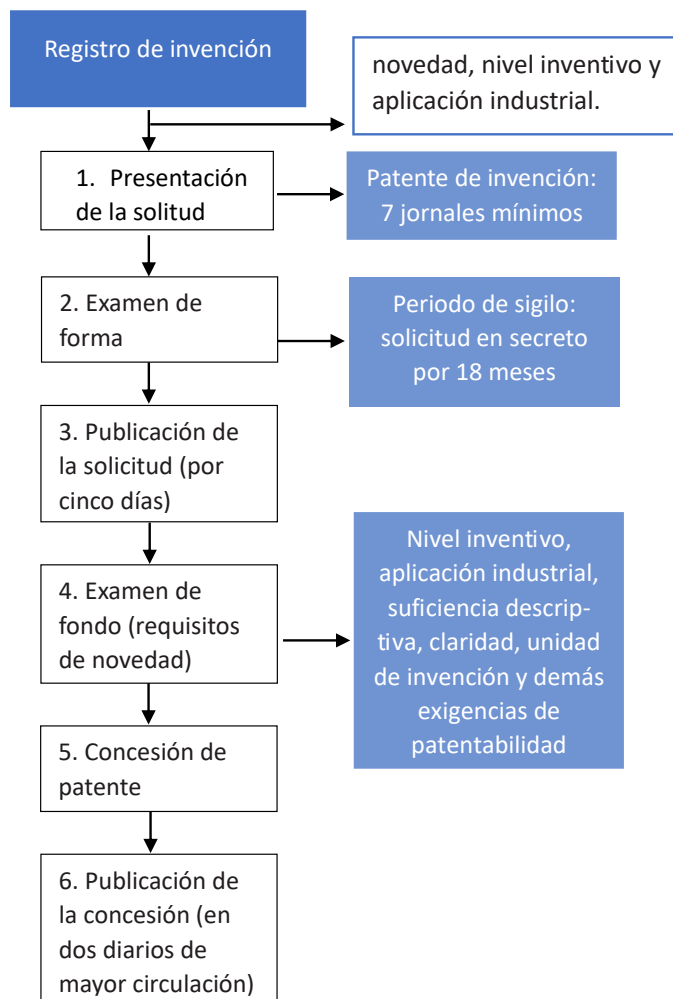 Registro de invención
novedad, nivel inventivo y
aplicación industrial.
1. Presentación
de la solitud
Patente de invención:
7 jornales mínimos
2. Examen de
forma
Periodo de sigilo:
solicitud en secreto
por 18 meses
3. Publicación de
la solicitud (por
cinco días)
4. Examen de
fondo (requisitos
de novedad)
Nivel inventivo,
aplicación industrial,
suficiencia descrip-
tiva, claridad, unidad
de invención y demás
exigencias de
patentabilidad
5. Concesión de
patente
6. Publicación de
la concesión (en
dos diarios de
mayor circulación)